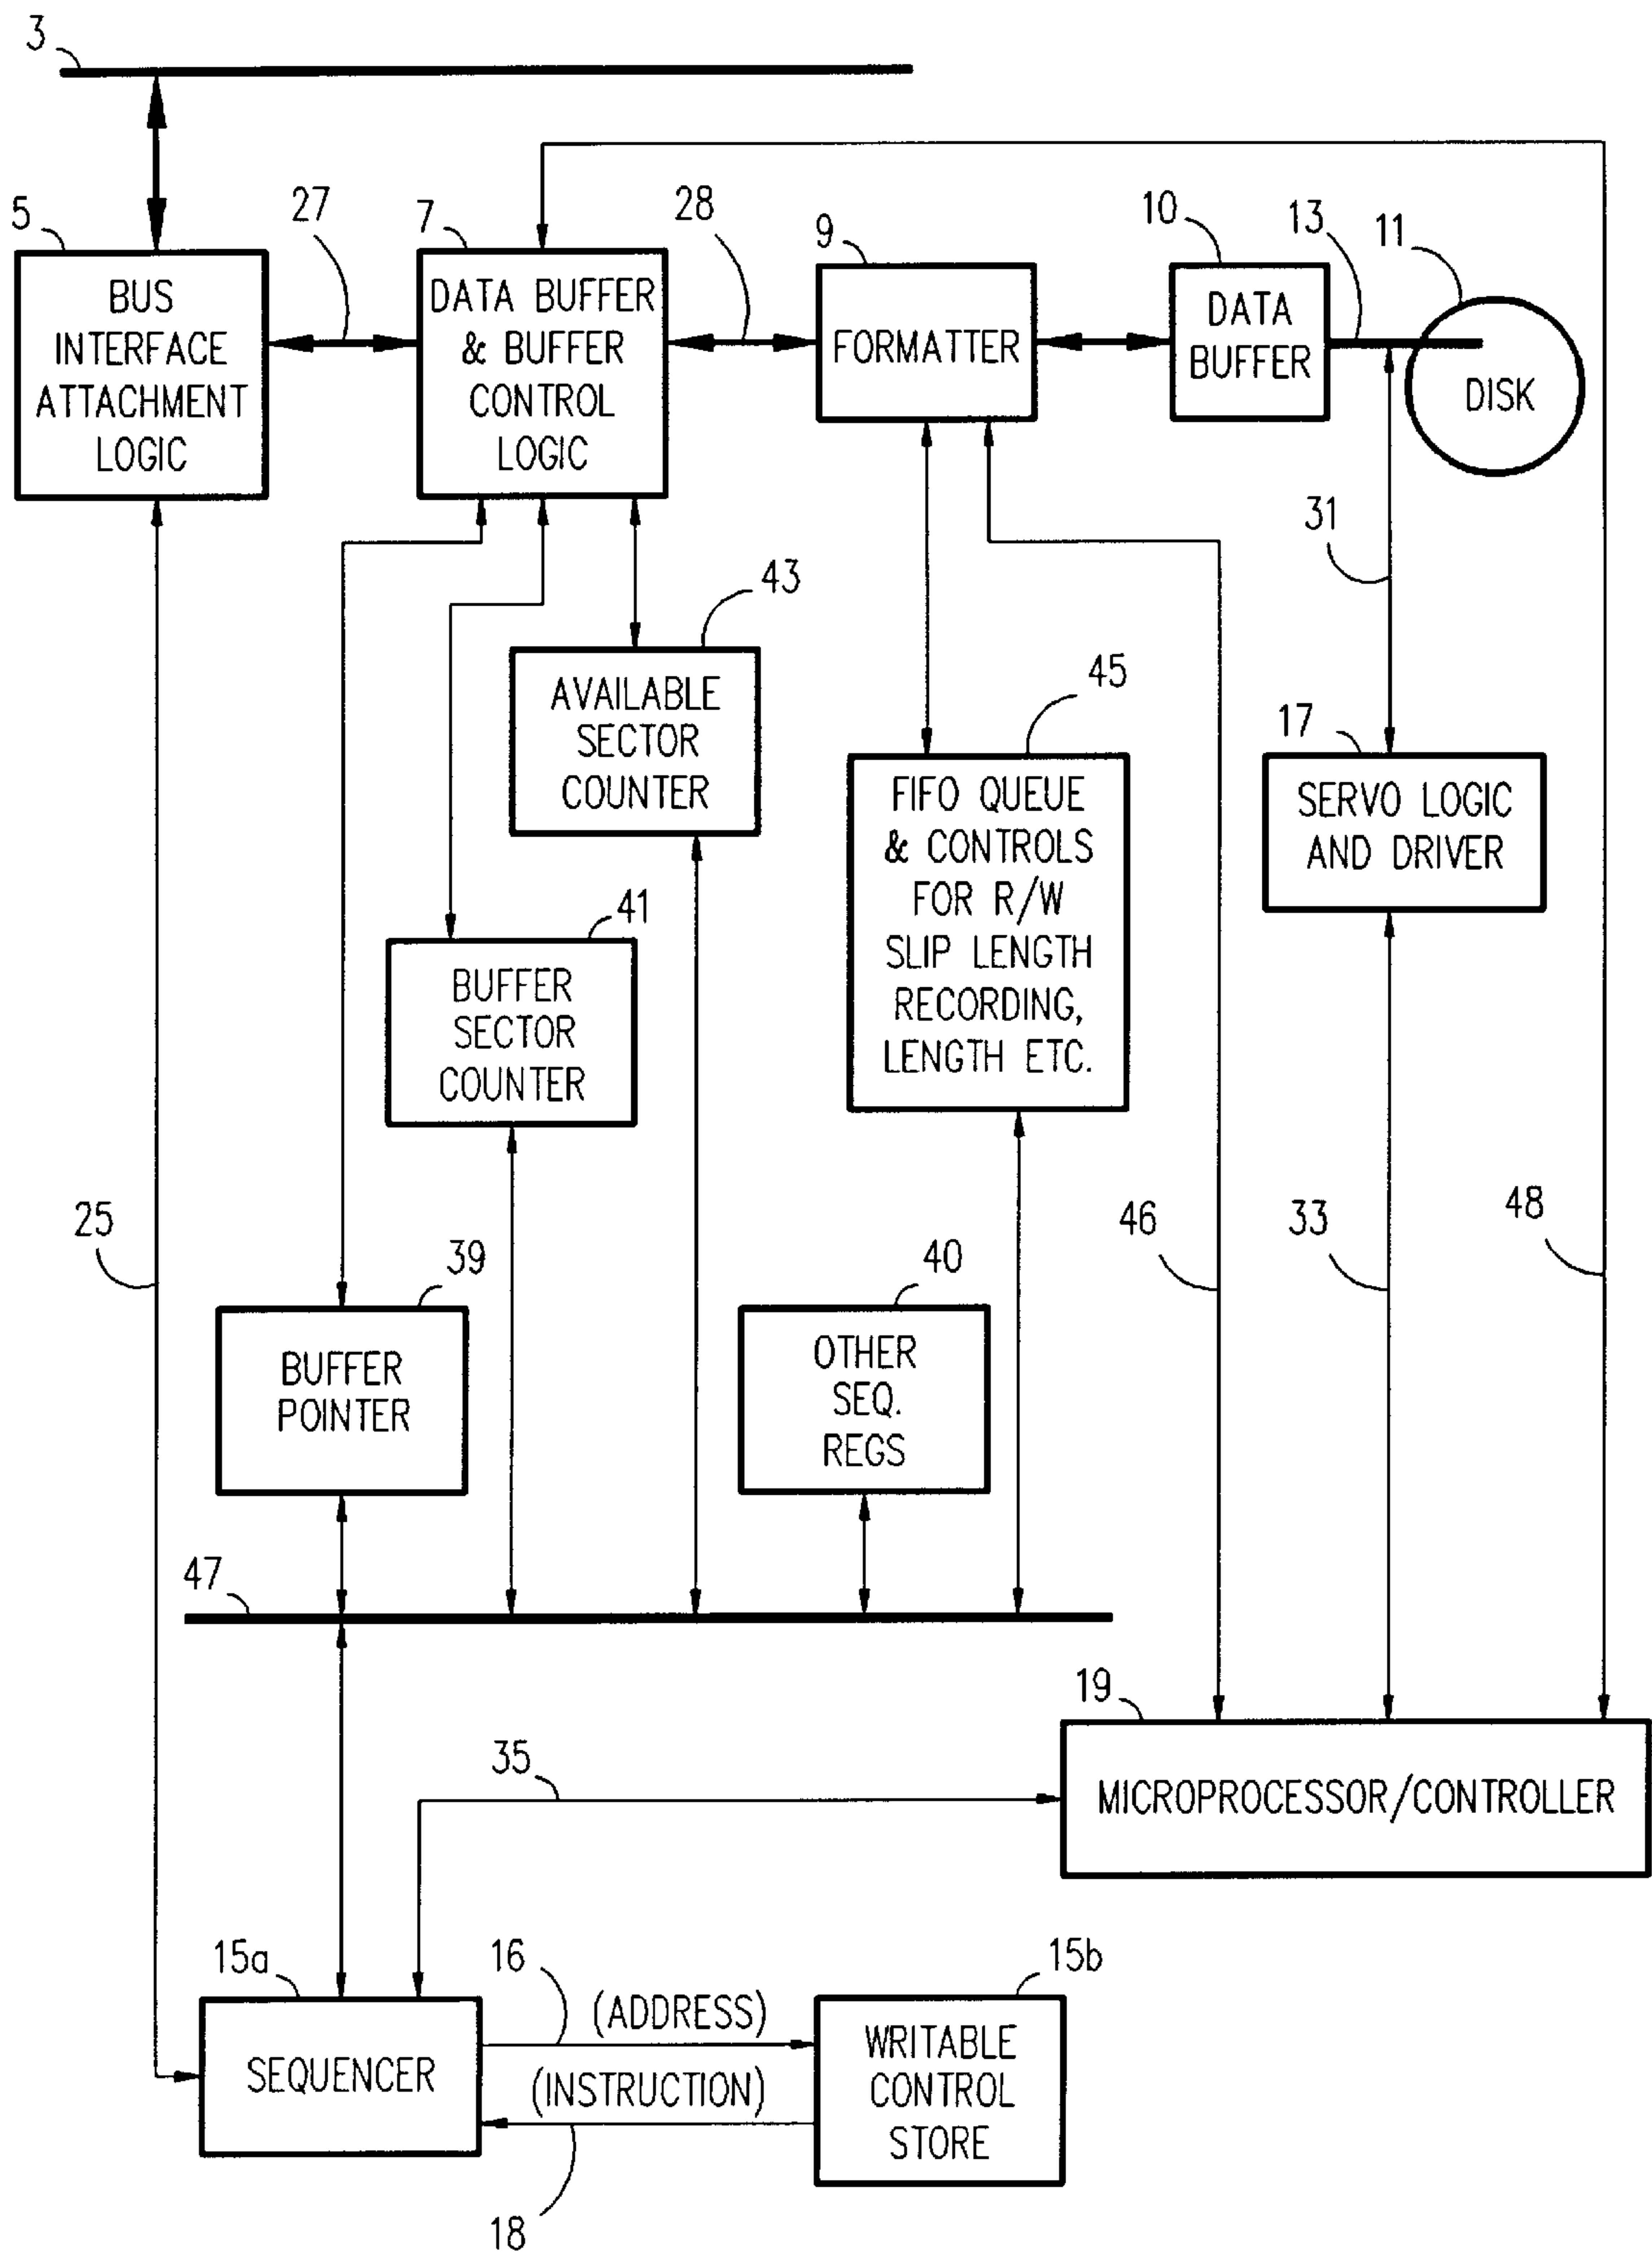 3
5
27
7
28
9
10
13
11
BUS
INTERFACE
ATTACHMENT
LOGIC
DATA BUFFER
& BUFFER
CONTROL
LOGIC
FORMATTER
DATA
BUFFER
DISK
31
43
AVAILABLE
SECTOR
COUNTER
45
FIFO QUEUE
& CONTROLS
FOR R/W
SLIP LENGTH
RECORDING,
LENGTH ETC.
17
SERVO LOGIC
AND DRIVER
41
BUFFER
SECTOR
COUNTER
25
39
BUFFER
POINTER
40
OTHER
SEQ.
REGS
46
33
48
47
19
MICROPROCESSOR/CONTROLLER
35
15a
SEQUENCER
16
(ADDRESS)
(INSTRUCTION)
18
15b
WRITABLE
CONTROL
STORE